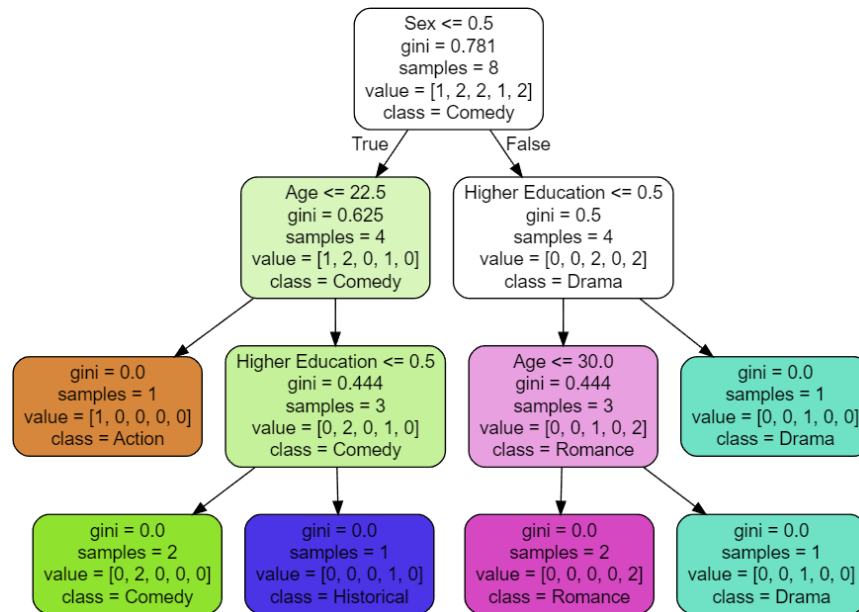 Sex <= 0.5
gini = 0.781
samples = 8
value = [1, 2, 2, 1, 2]
class = Comedy
True
False
Age <= 22.5
gini = 0.625
samples = 4
value = [1, 2, 0, 1, 0]
class = Comedy
Higher Education <= 0.5
gini = 0.5
samples = 4
value = [0, 0, 2, 0, 2]
class = Drama
gini = 0.0
samples = 1
value = [1, 0, 0, 0, 0]
class = Action
Higher Education <= 0.5
gini = 0.444
samples = 3
value = [0, 2, 0, 1, 0]
class = Comedy
Age <= 30.0
gini = 0.444
samples = 3
value = [0, 0, 1, 0, 2]
class = Romance
gini = 0.0
samples = 1
value = [0, 0, 1, 0, 0]
class = Drama
gini = 0.0
samples = 2
value = [0, 2, 0, 0, 0]
class = Comedy
gini = 0.0
samples = 1
value = [0, 0, 0, 1, 0]
class = Historical
gini = 0.0
samples = 2
value = [0, 0, 0, 0, 2]
class = Romance
gini = 0.0
samples = 1
value = [0, 0, 1, 0, 0]
class = Drama